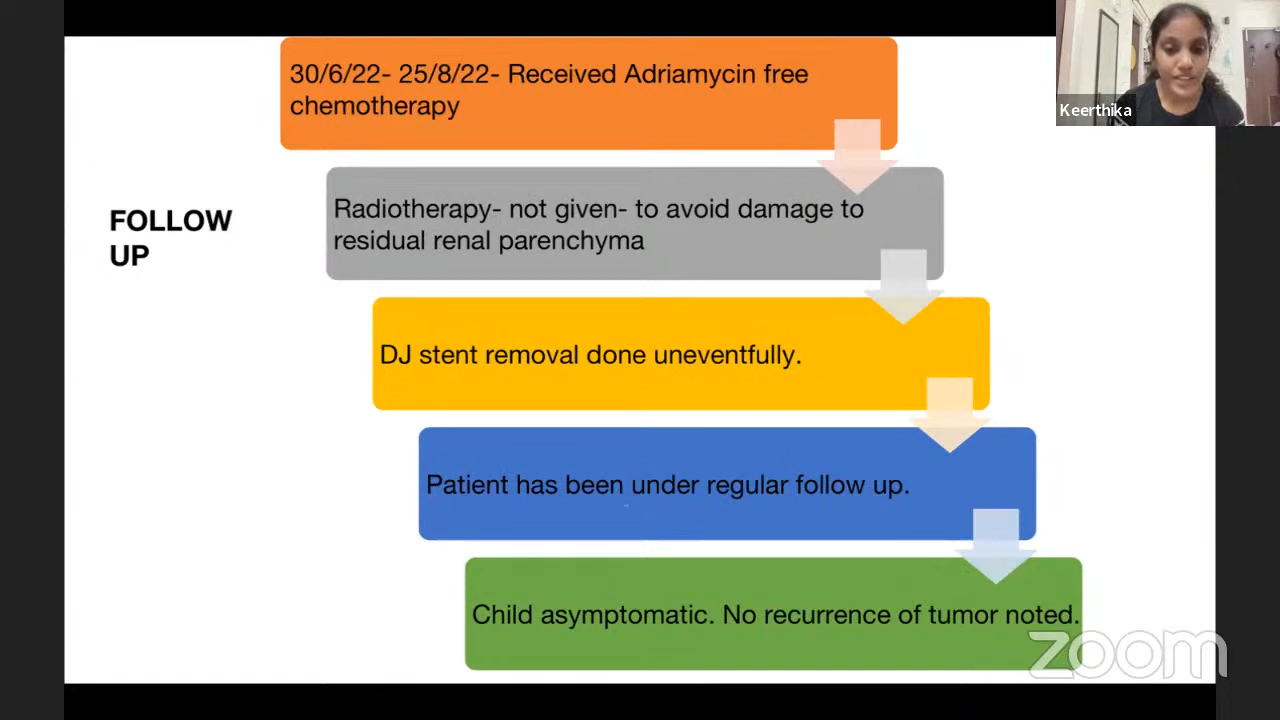 30/6/22- 25/8/22- Received Adriamycin free
chemotherapy
Keerthika
Radiotherapy- not given- to avoid damage to
residual renal parenchyma
FOLLOW
UP
DJ stent removal done uneventfully.
Patient has been under regular follow up.
Child asymptomatic. No recurrence of tumor noted.
zoom